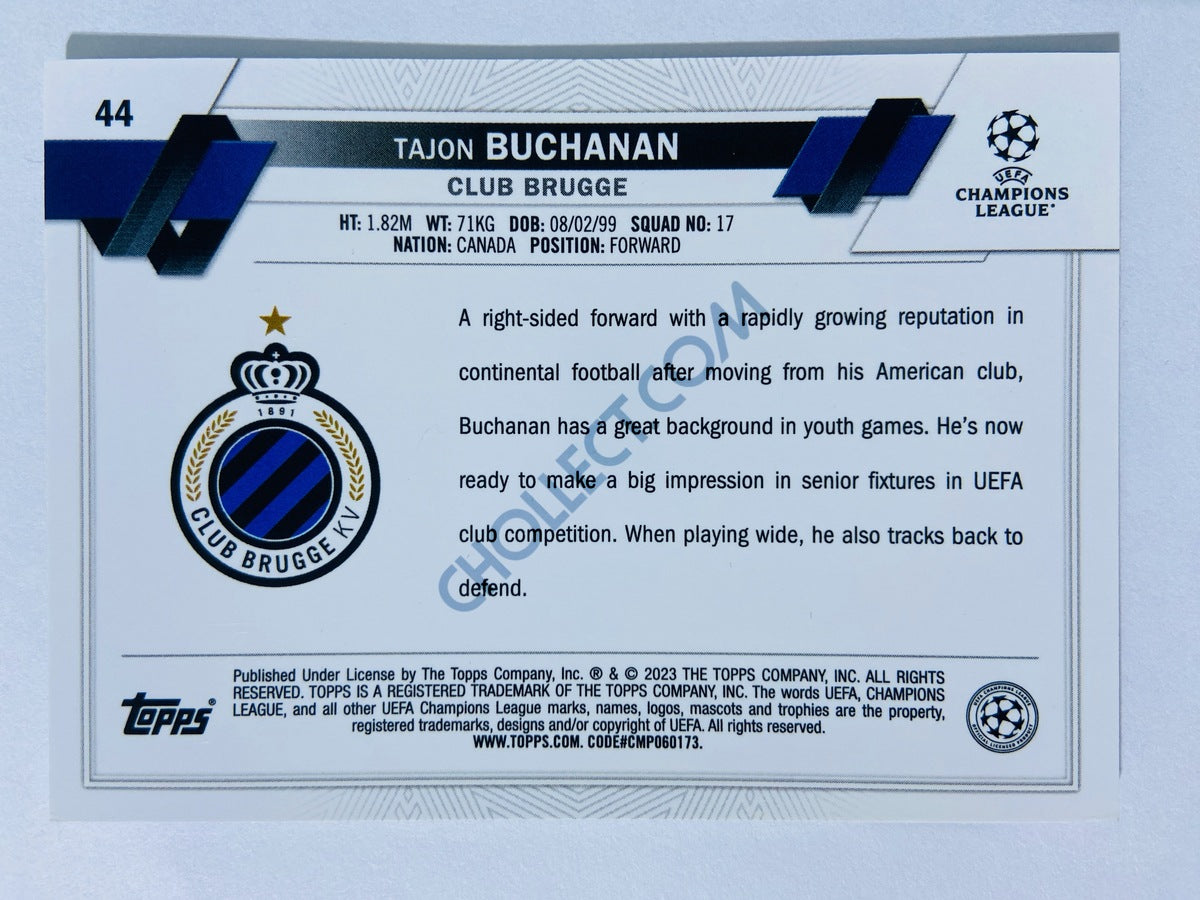 44
TAJON BUCHANAN
CLUB BRUGGE
HT: 1.82M WT: 71KG DOB: 08/02/99 SQUAD NO: 17
NATION: CANADA POSITION: FORWARD
UEFA
CHAMPIONS
LEAGUE®
1891
CLUB BRUGGE KV
A right-sided forward with a rapidly growing reputation in
continental football after moving from his American club,
Buchanan has a great background in youth games. He's now
ready to make a big impression in senior fixtures in UEFA
club competition. When playing wide, he also tracks back to
defend.
CHOLLECT.COM
topps®
Published Under License by The Topps Company, Inc. ® & © 2023 THE TOPPS COMPANY, INC. ALL RIGHTS
RESERVED. TOPPS IS A REGISTERED TRADEMARK OF THE TOPPS COMPANY, INC. The words UEFA, CHAMPIONS
LEAGUE, and all other UEFA Champions League marks, names, logos, mascots and trophies are the property,
registered trademarks, designs and/or copyright of UEFA. All rights reserved.
WWW.TOPPS.COM. CODE#CMP060173.
UEFA CHAMPIONS LEAGUE
OFFICIAL LICENSED PRODUCT